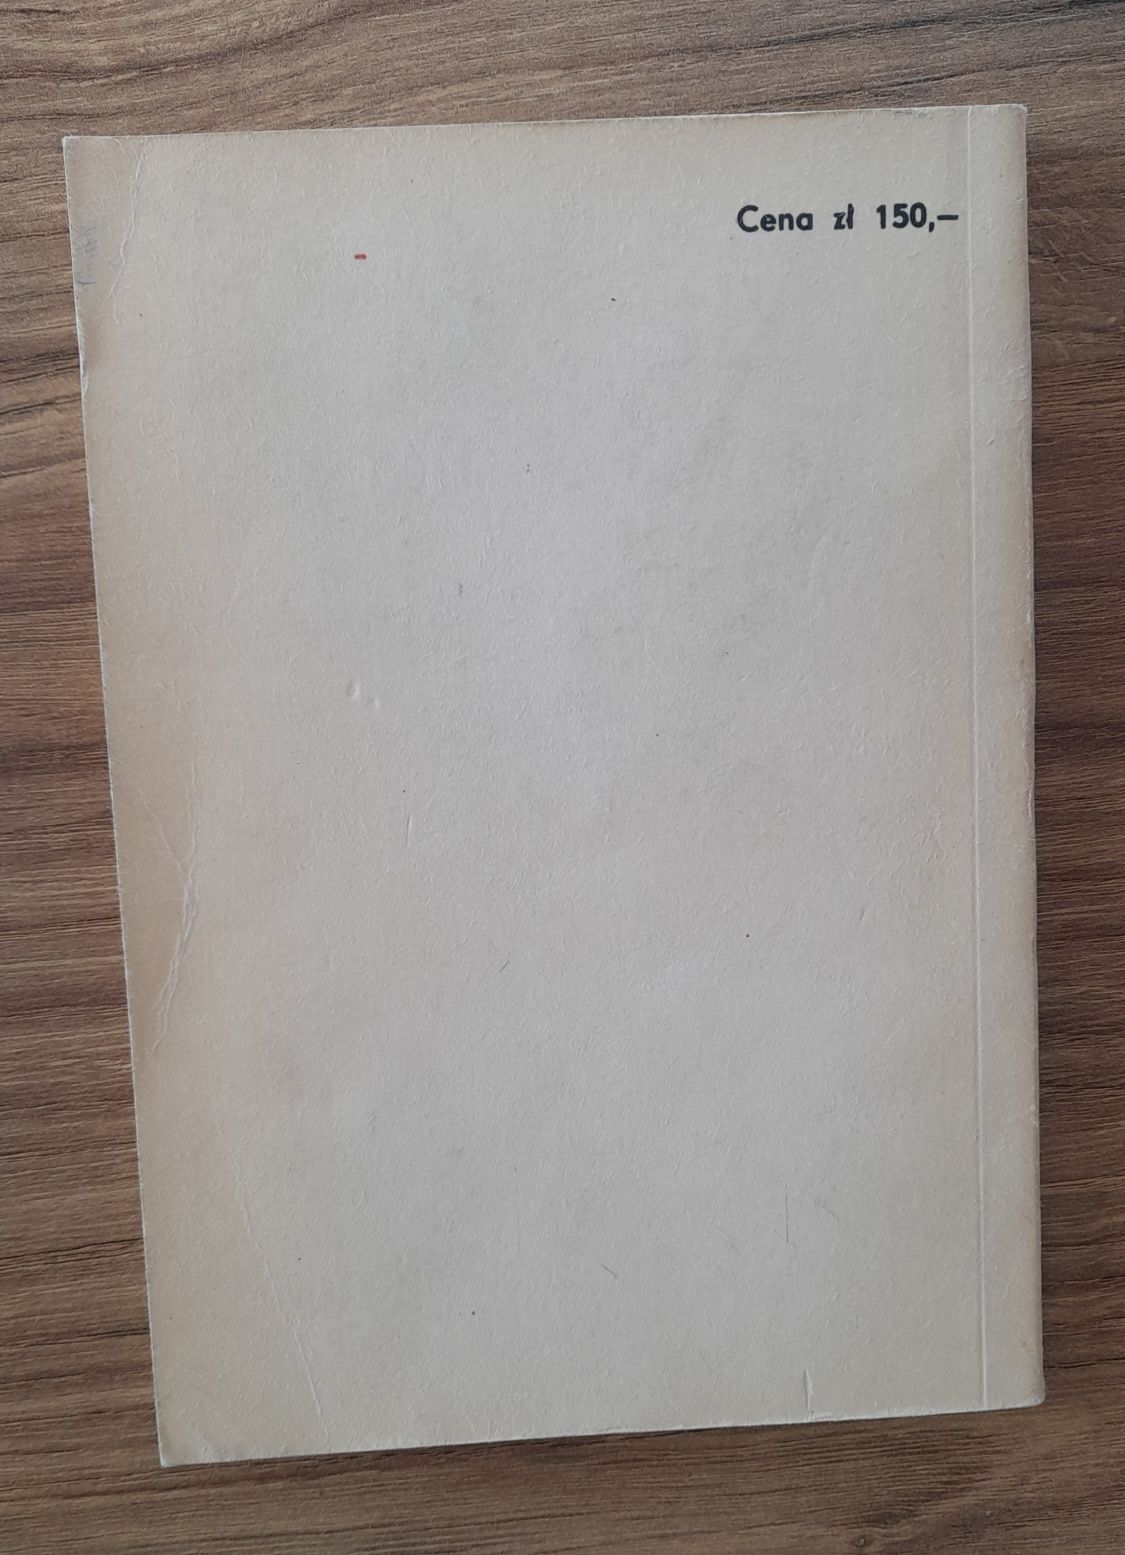 Cena zł 150,—